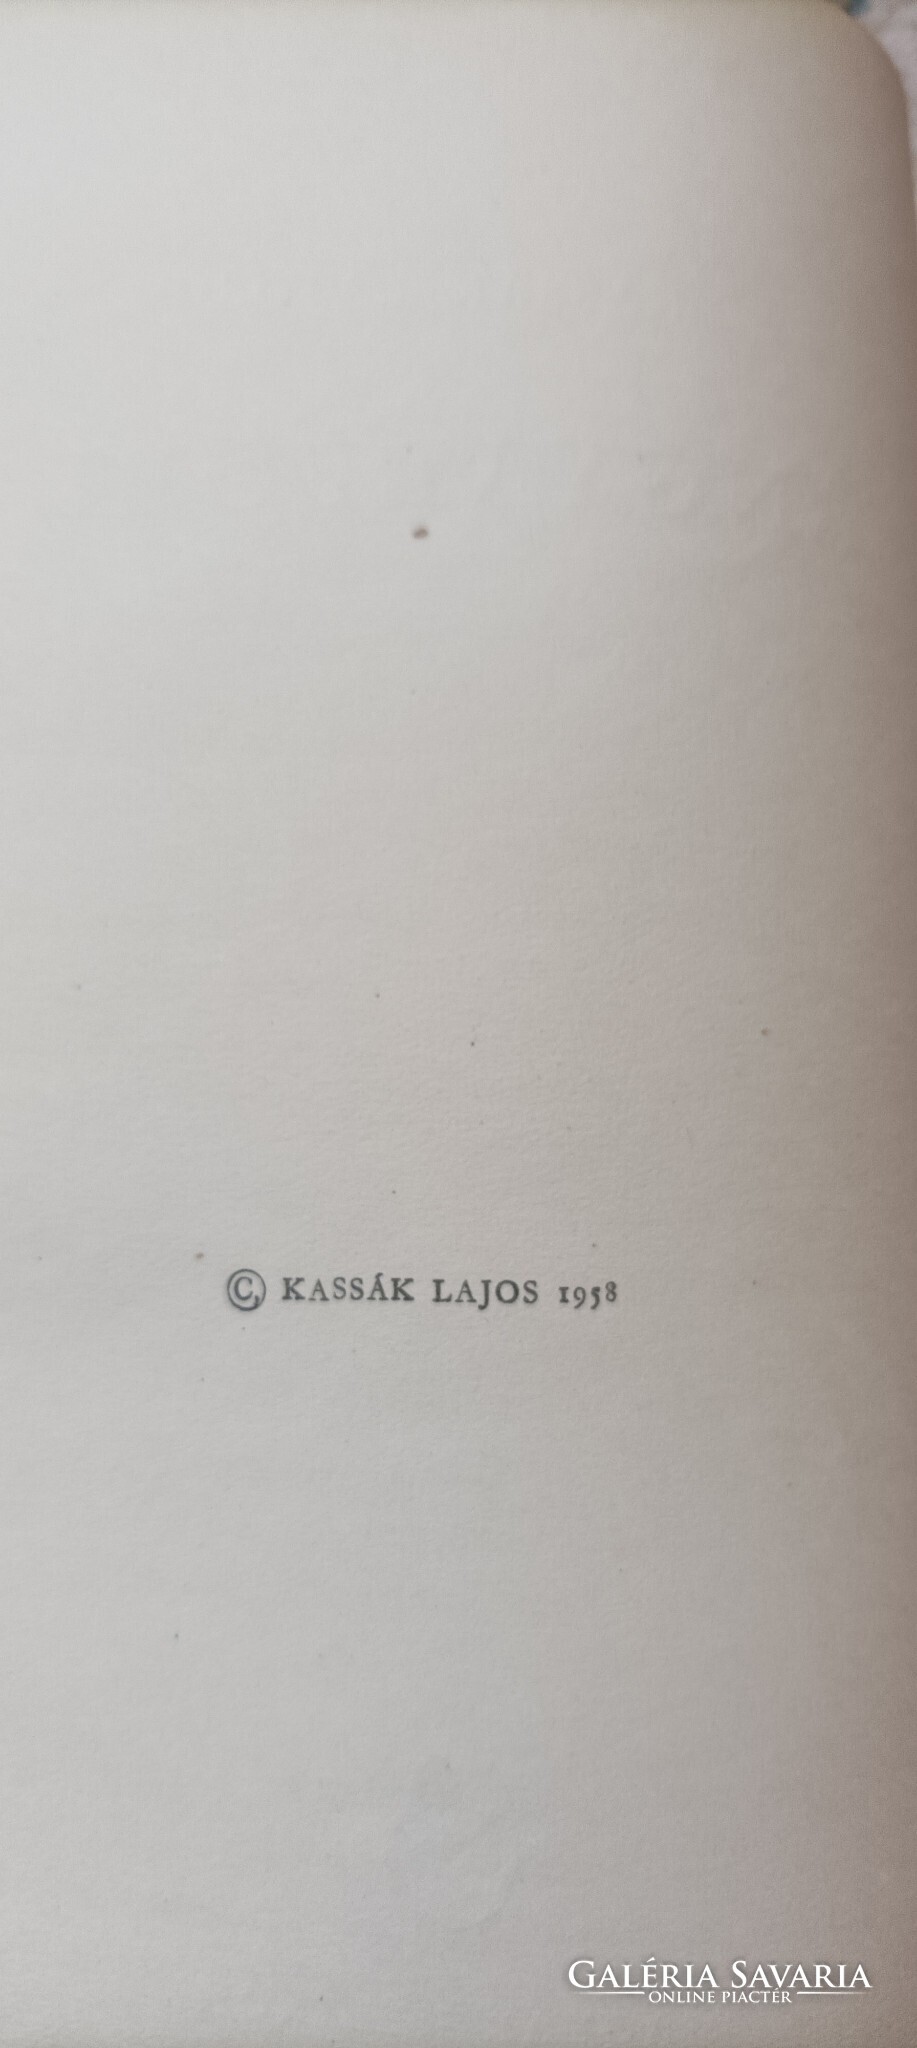 © KASSÁK LAJOS 1958
GALÉRIA SAVARIA
ONLINE PIACTÉR